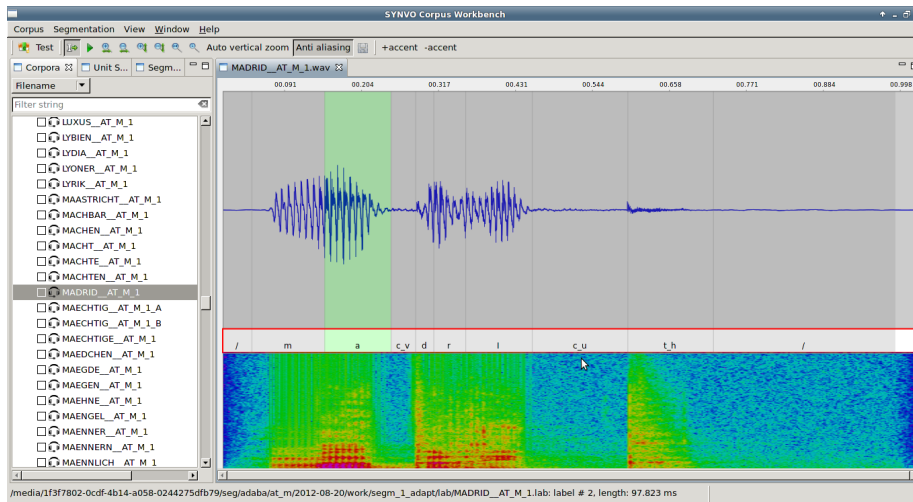 SYNVO Corpus Workbench
Corpus Segmentation View Window Help
Test Auto vertical zoom Anti aliasing +accent -accent
Corpora Unit S... Segm... MADRID__AT_M_1.wav
Filename
Filter string
00.091 00.204 00.317 00.431 00.544 00.658 00.771 00.884 00.998
LUXUS__AT_M_1
LYBIEN__AT_M_1
LYDIA__AT_M_1
LYONER__AT_M_1
LYRIK__AT_M_1
MAASTRICHT__AT_M_1
MACHBAR__AT_M_1
MACHEN__AT_M_1
MACHT__AT_M_1
MACHTE__AT_M_1
MACHTEN__AT_M_1
MADRID__AT_M_1
MAECHTIG__AT_M_1_A
MAECHTIG__AT_M_1_B
MAECHTIGE__AT_M_1
MAEDCHEN__AT_M_1
MAEGDE__AT_M_1
MAEGEN__AT_M_1
MAEHNE__AT_M_1
MAENGEL__AT_M_1
MAENNER__AT_M_1
MAENNERN__AT_M_1
MAENNLICH__AT_M_1
/ m a c_v d r I c_u t_h /
/media/1f3f7802-0cdf-4b14-a058-0244275dfb79/seg/adaba/at_m/2012-08-20/work/segm_1_adapt/lab/MADRID__AT_M_1.lab: label # 2, length: 97.823 ms